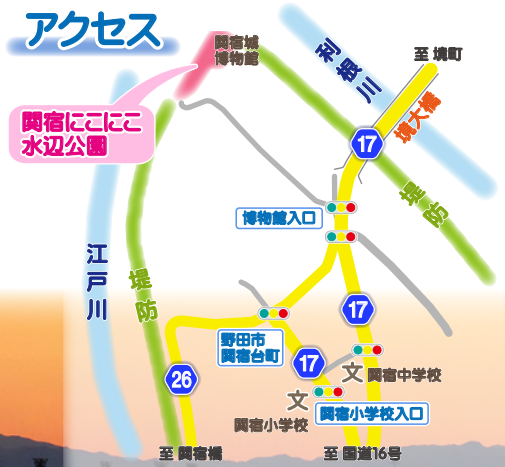 アクセス
関宿城
博物館
利根川
至 境町
境大橋
関宿にこにこ
水辺公園
17
堤防
博物館入口
江戸川
堤防
17
野田市
関宿台町
17
文
関宿中学校
26
文
関宿小学校入口
関宿小学校
至 関宿橋
至 国道16号